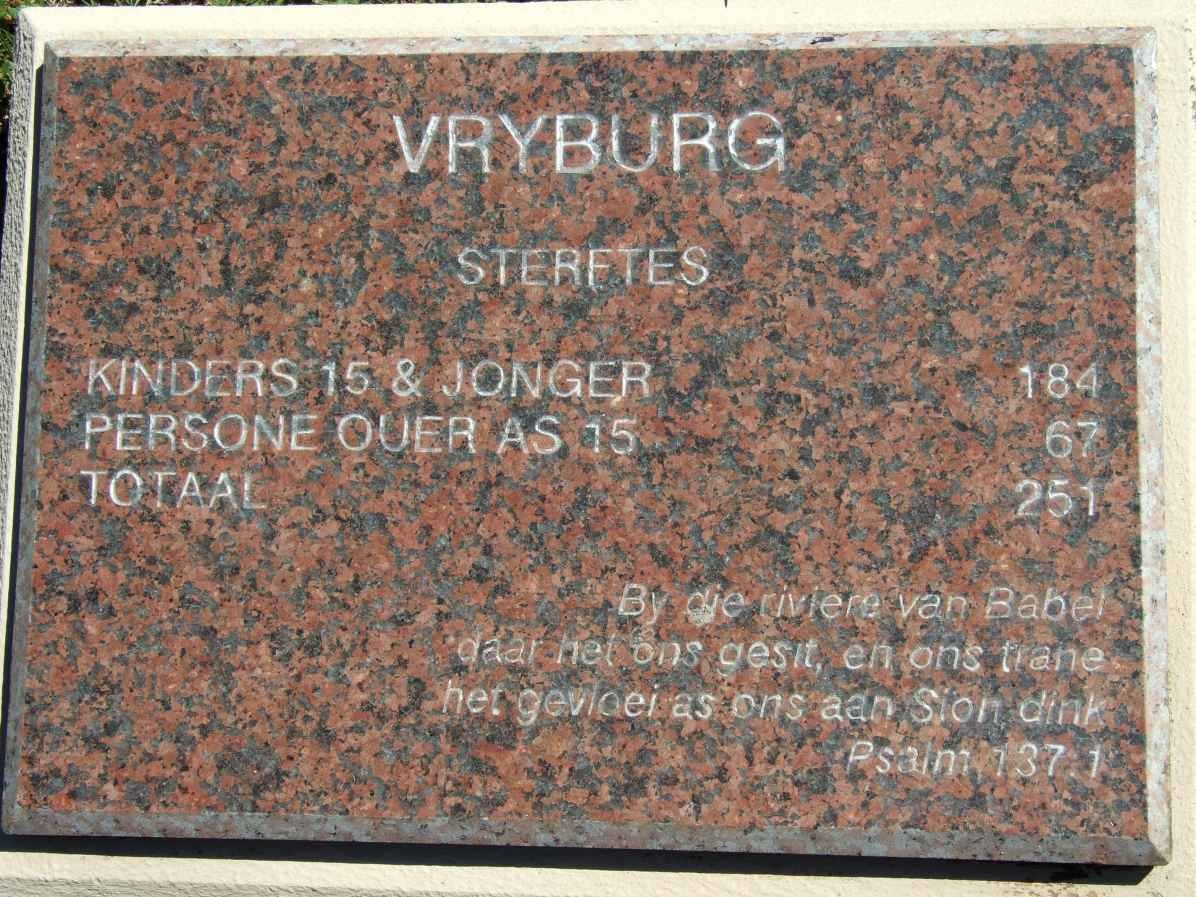 VRYBURG
STERFTES
KINDERS 15 & JONGER 184
PERSONE OUER AS 15 67
TOTAAL 251
By die riviere van Babel
daar het ons gesit, en ons trane
het gevloei as ons aan Sion dink
Psalm 137:1